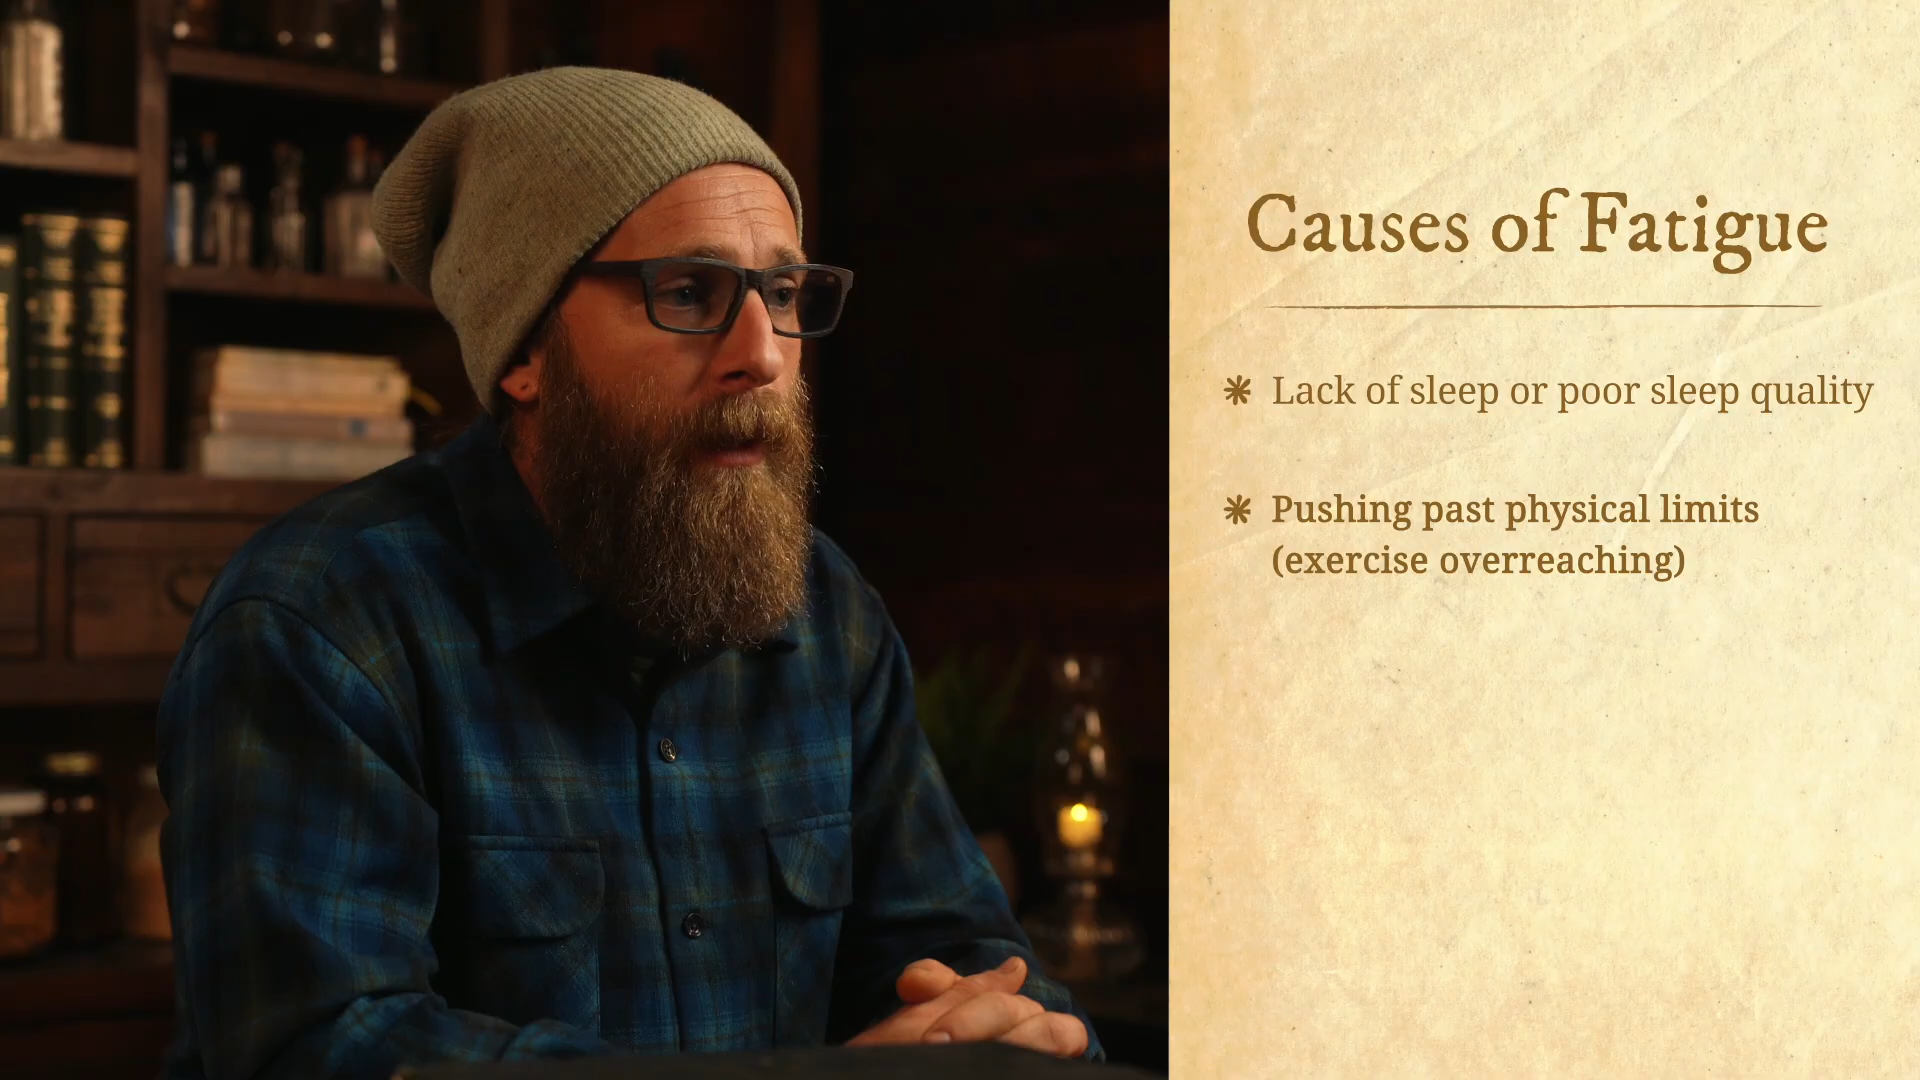 Causes of Fatigue
Lack of sleep or poor sleep quality
Pushing past physical limits
(exercise overreaching)